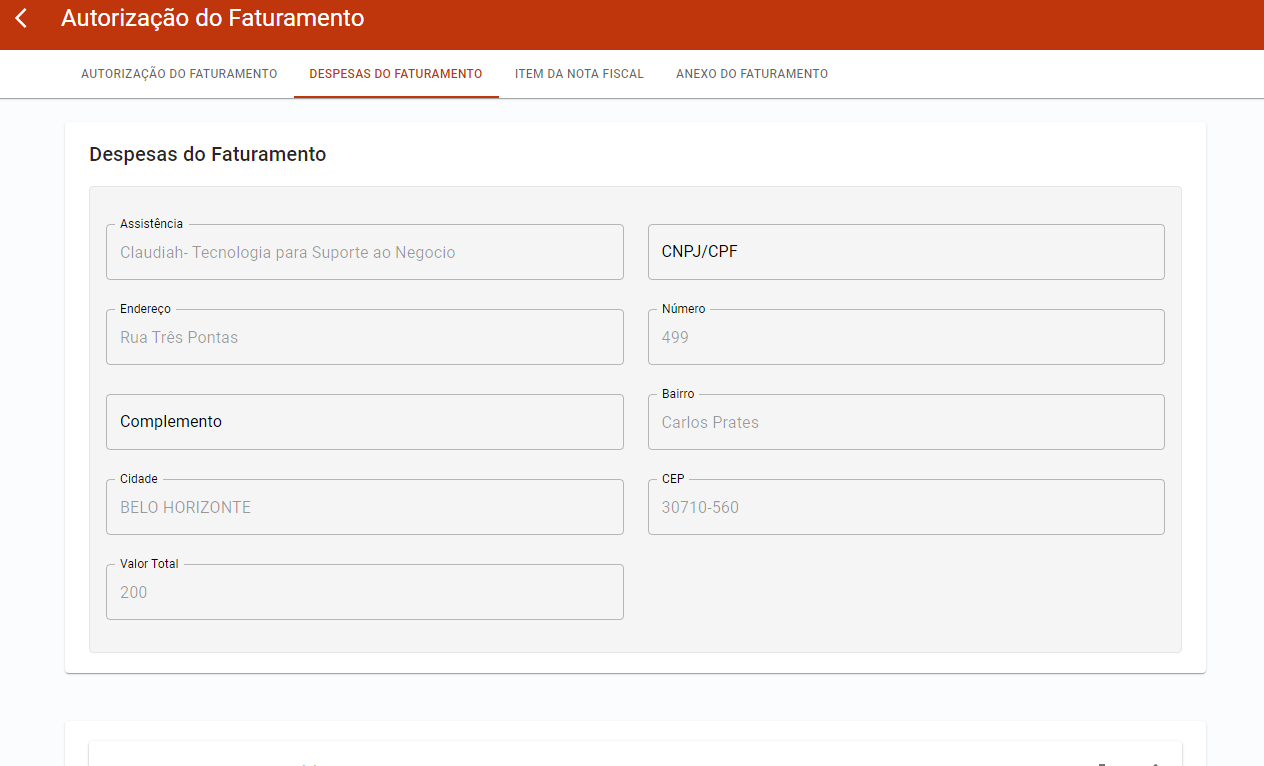 Autorização do Faturamento
AUTORIZAÇÃO DO FATURAMENTO DESPESAS DO FATURAMENTO ITEM DA NOTA FISCAL ANEXO DO FATURAMENTO
Despesas do Faturamento
Assistência
Claudiah- Tecnologia para Suporte ao Negocio
CNPJ/CPF
Endereço
Rua Três Pontas
Número
499
Complemento
Bairro
Carlos Prates
Cidade
BELO HORIZONTE
CEP
30710-560
Valor Total
200